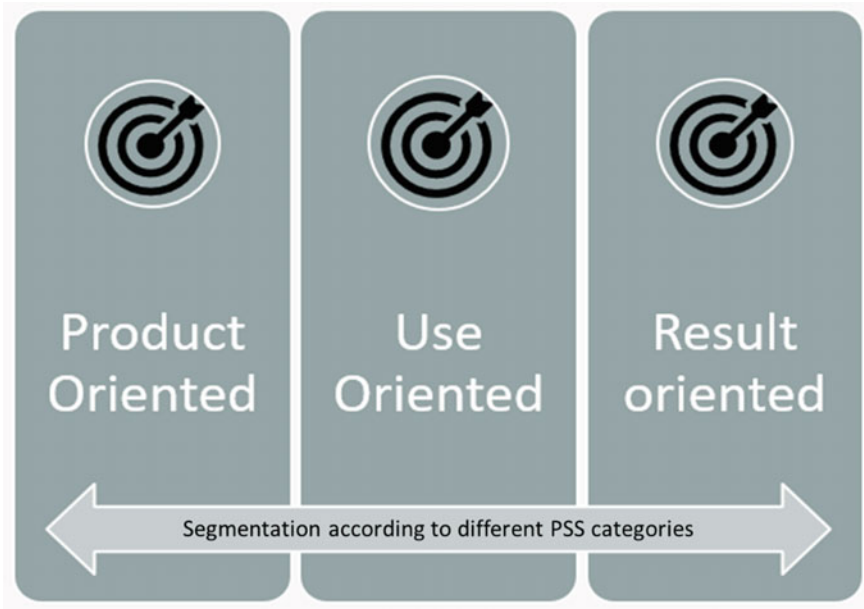 Product
Oriented
Use
Oriented
Result
oriented
Segmentation according to different PSS categories